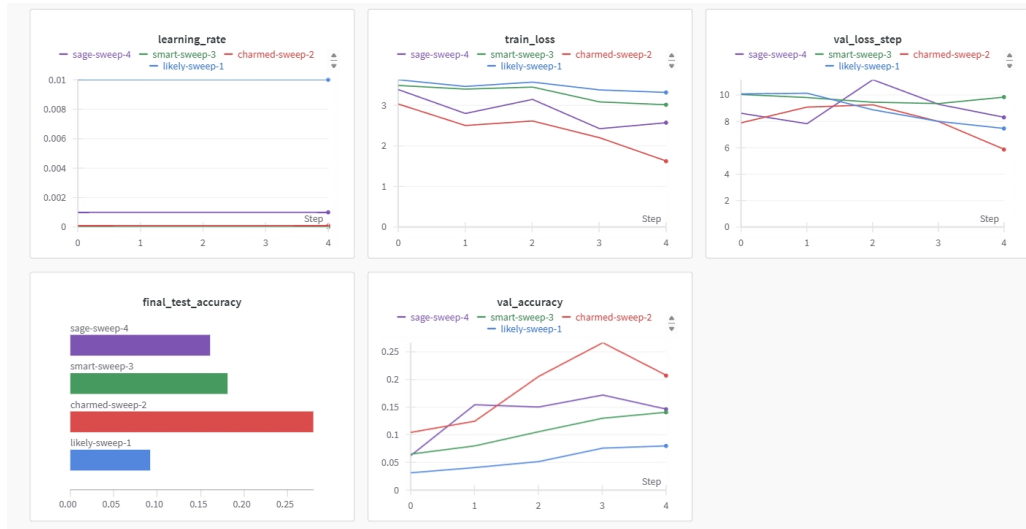 learning_rate
sage-sweep-4 smart-sweep-3 charmed-sweep-2
likely-sweep-1
0.01
0.008
0.006
0.004
0.002
0
Step
0 1 2 3 4
train_loss
sage-sweep-4 smart-sweep-3 charmed-sweep-2
likely-sweep-1
3
2
1
0
Step
0 1 2 3 4
val_loss_step
sage-sweep-4 smart-sweep-3 charmed-sweep-2
likely-sweep-1
10
8
6
4
2
0
Step
0 1 2 3 4
final_test_accuracy
sage-sweep-4
smart-sweep-3
charmed-sweep-2
likely-sweep-1
0.00 0.05 0.10 0.15 0.20 0.25
val_accuracy
sage-sweep-4 smart-sweep-3 charmed-sweep-2
likely-sweep-1
0.25
0.2
0.15
0.1
0.05
0
Step
0 1 2 3 4